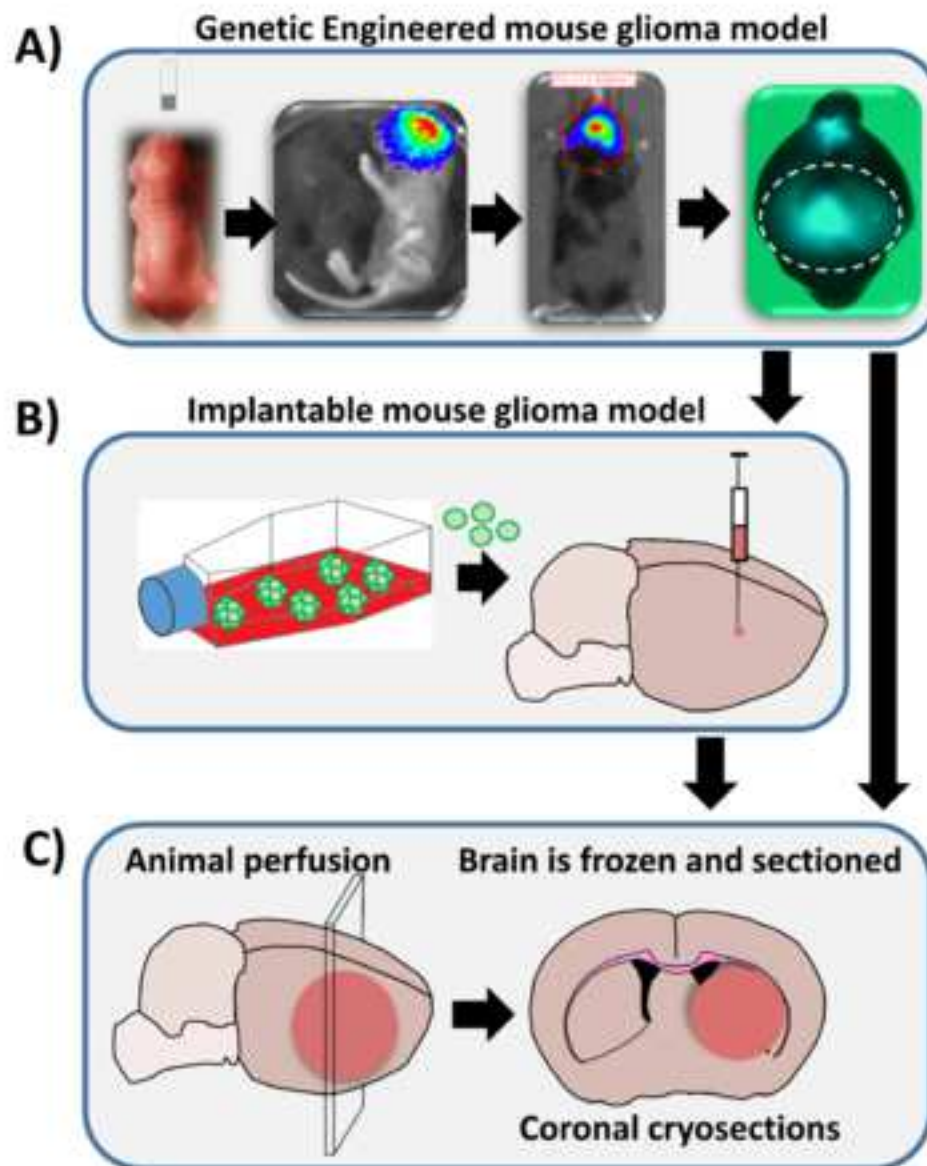 A)
Genetic Engineered mouse glioma model
B)
Implantable mouse glioma model
C)
Animal perfusion
Brain is frozen and sectioned
Coronal cryosections